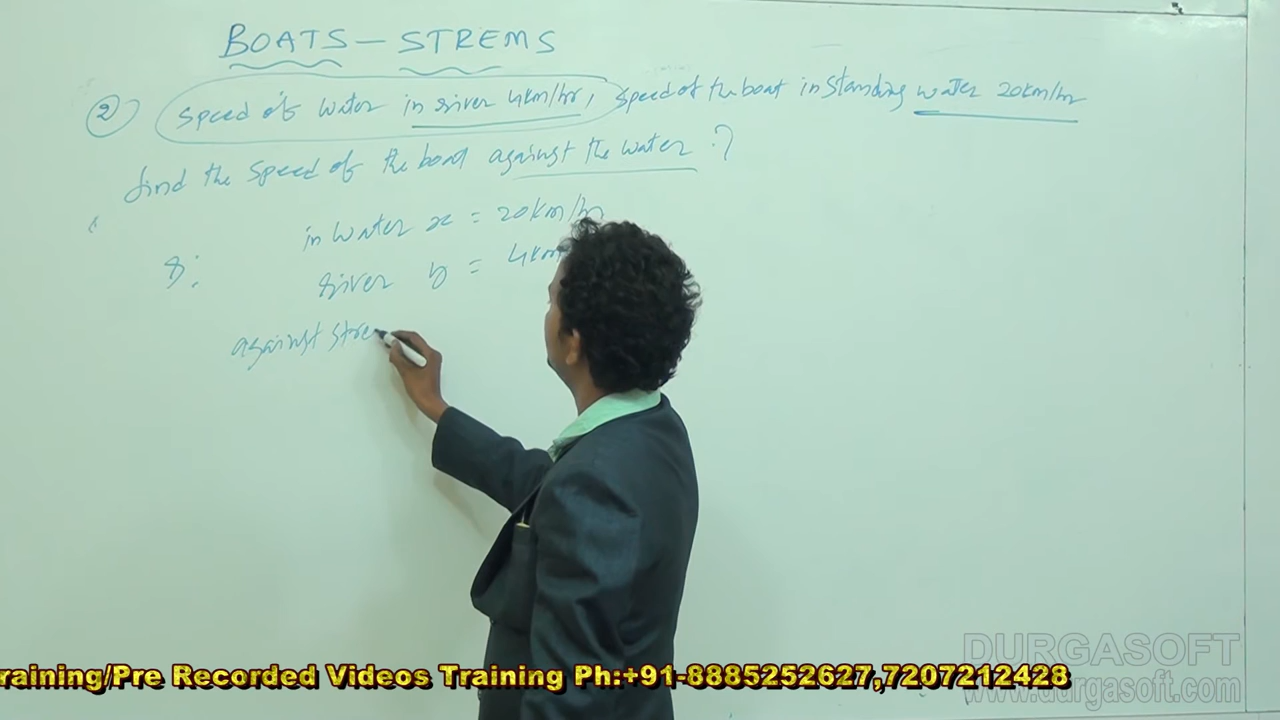 BOATS - STREMS
2) Speed of water in river 4km/hr, Speed of the boat in standing water 20km/hr
find the Speed of the boat against the water ?
in water x = 20km/hr
S: river y = 4km
against stre
DURGASOFT
www.durgasoft.com
raining/Pre Recorded Videos Training Ph:+91-8885252627,7207212428